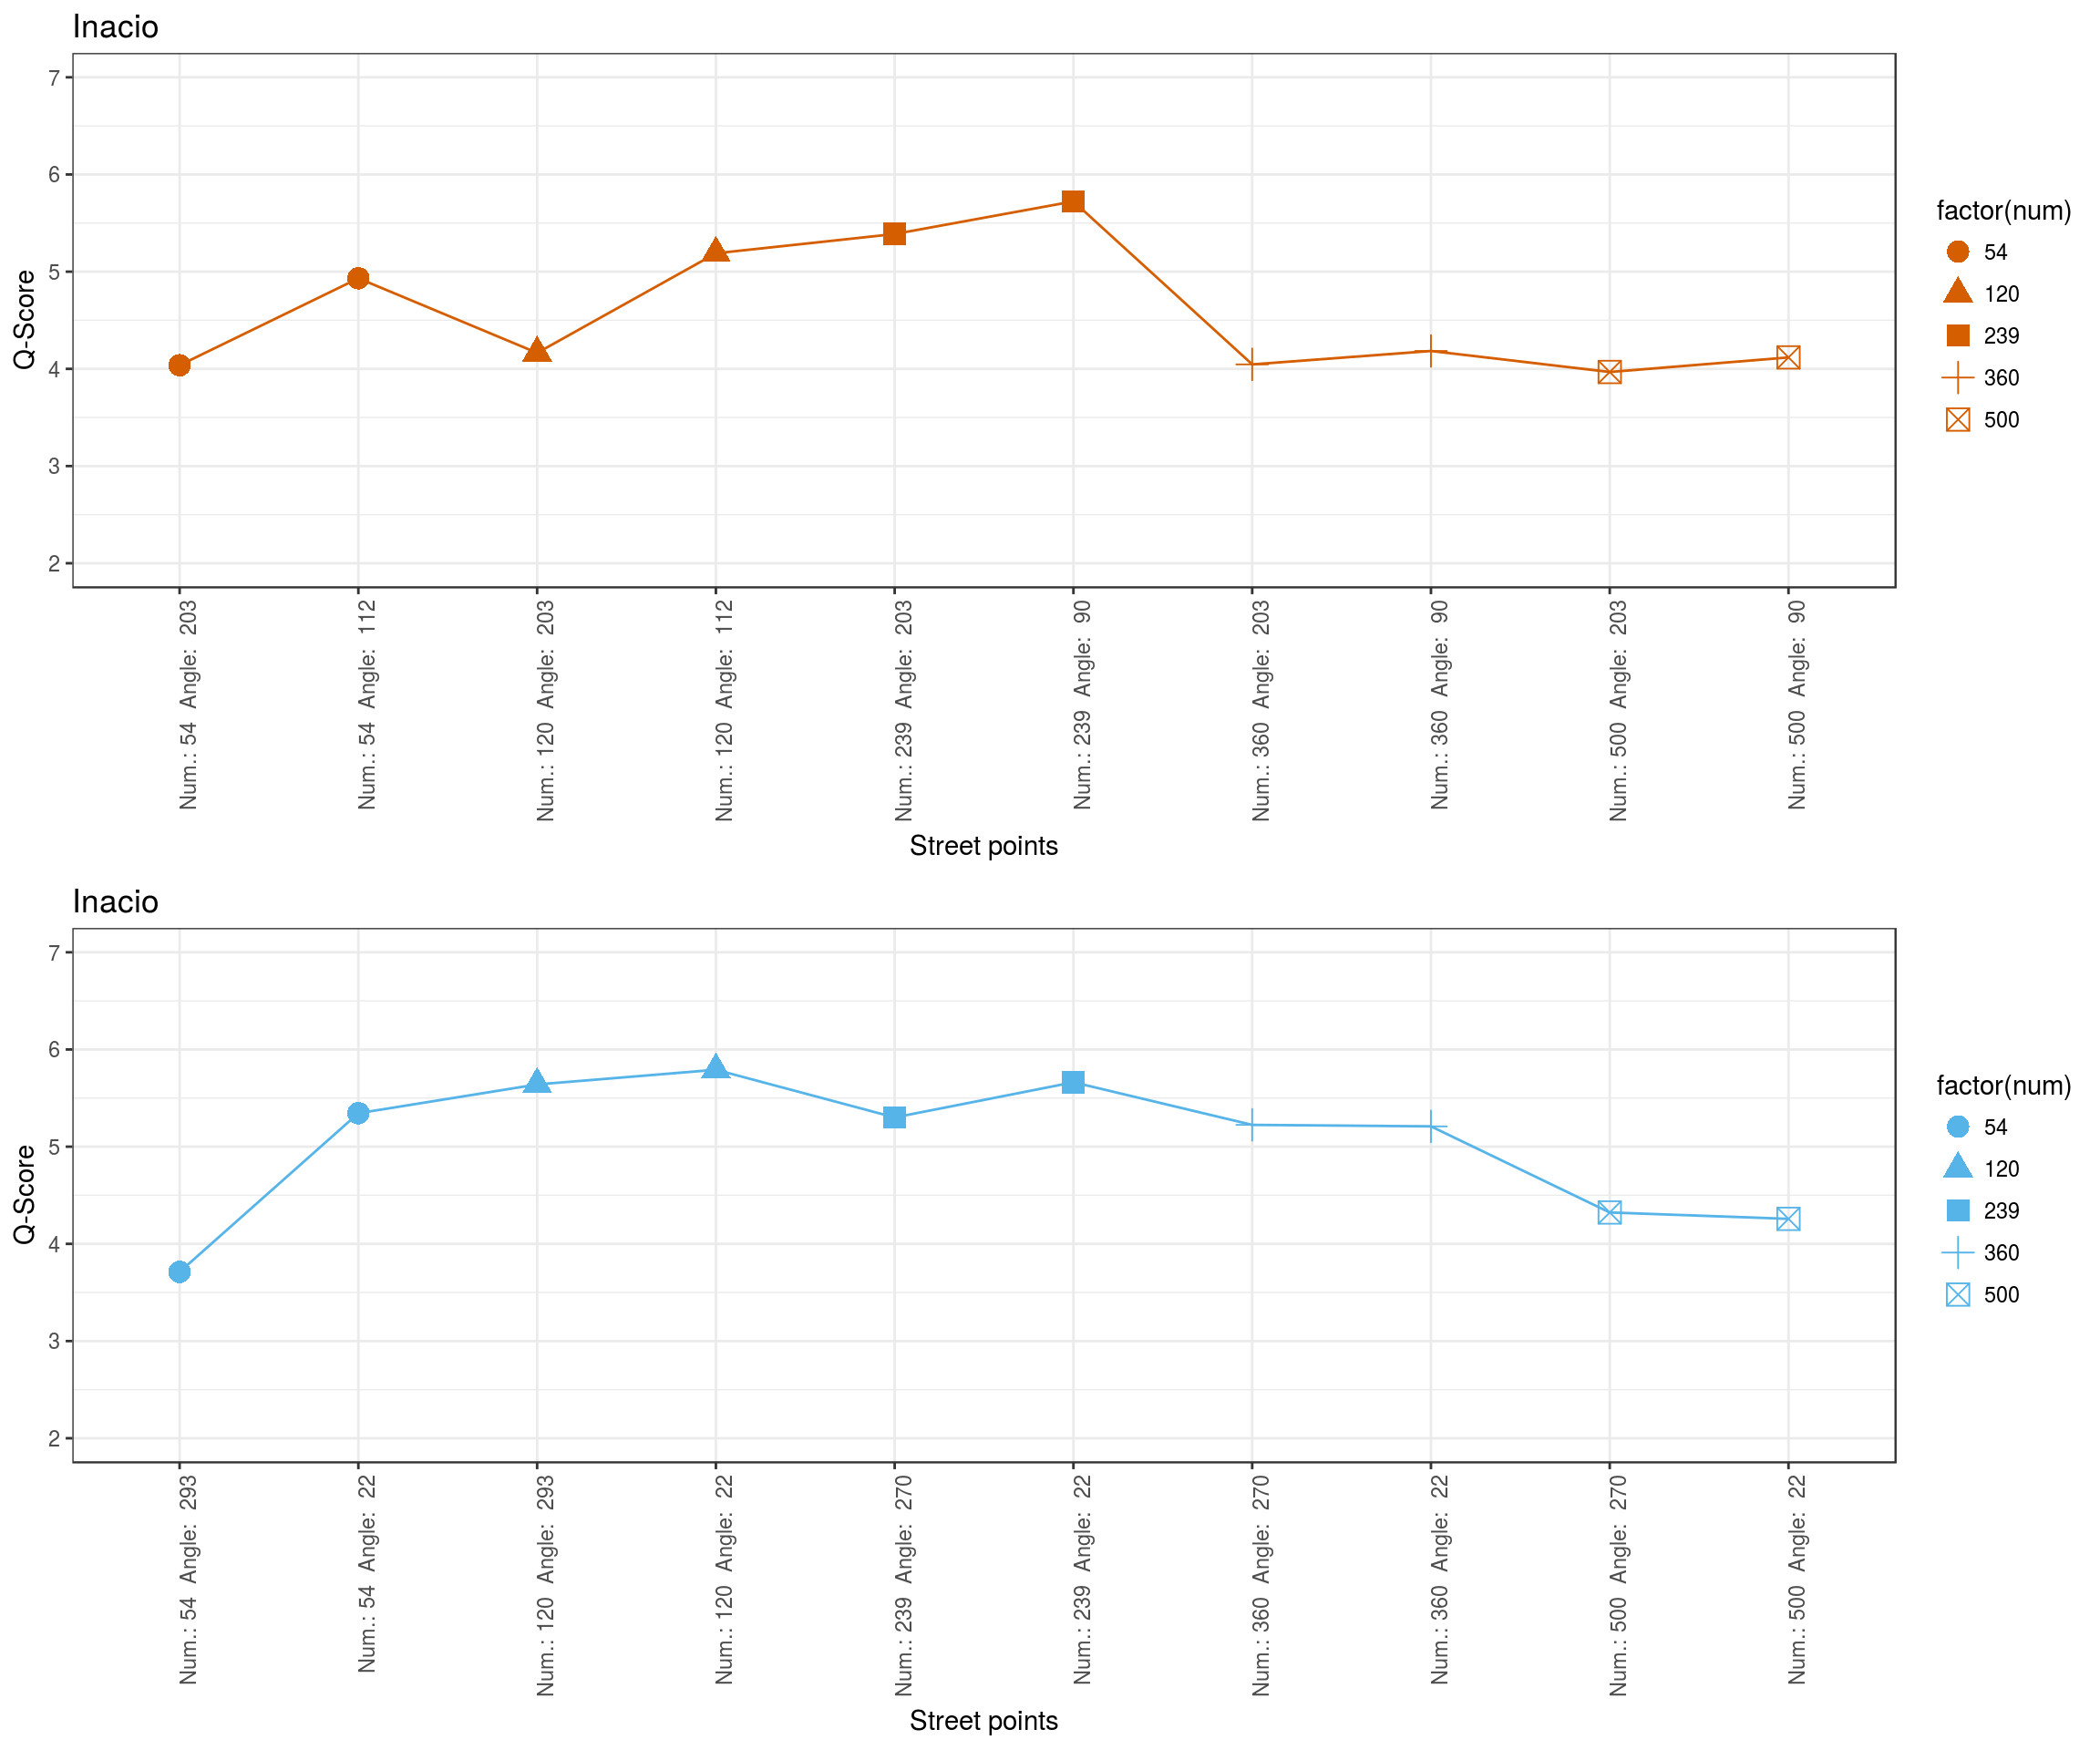 Inacio
7
6
5
4
3
2
Q-Score
Num.: 54 Angle: 203
Num.: 54 Angle: 112
Num.: 120 Angle: 203
Num.: 120 Angle: 112
Num.: 239 Angle: 203
Num.: 239 Angle: 90
Num.: 360 Angle: 203
Num.: 360 Angle: 90
Num.: 500 Angle: 203
Num.: 500 Angle: 90
Street points
factor(num)
54
120
239
360
500
Inacio
7
6
5
4
3
2
Q-Score
Num.: 54 Angle: 293
Num.: 54 Angle: 22
Num.: 120 Angle: 293
Num.: 120 Angle: 22
Num.: 239 Angle: 270
Num.: 239 Angle: 22
Num.: 360 Angle: 270
Num.: 360 Angle: 22
Num.: 500 Angle: 270
Num.: 500 Angle: 22
Street points
factor(num)
54
120
239
360
500